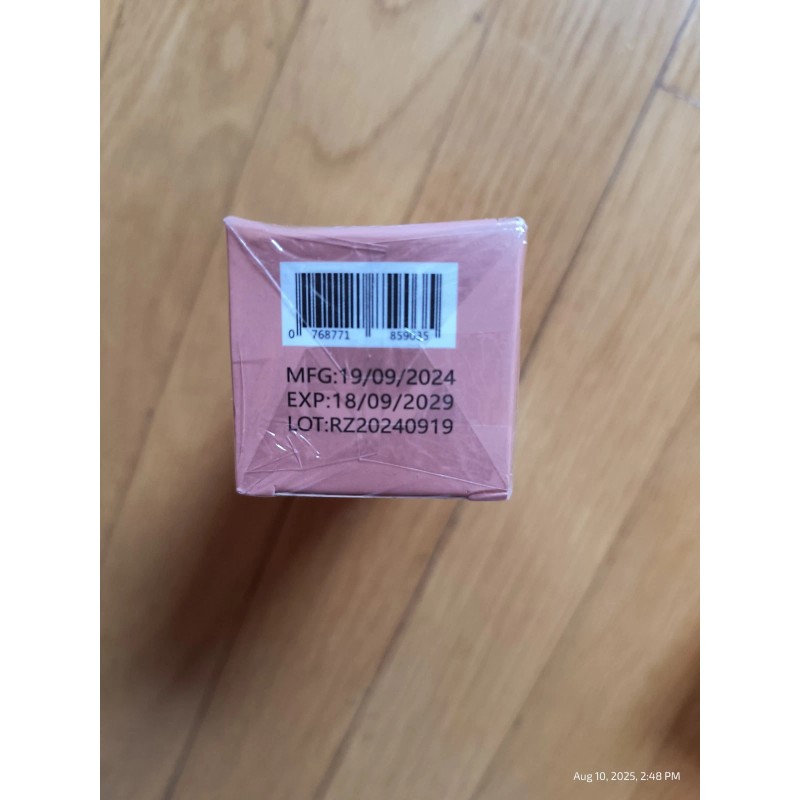 0 768771 859035
MFG:19/09/2024
EXP:18/09/2029
LOT:RZ20240919
Aug 10, 2025, 2:48 PM